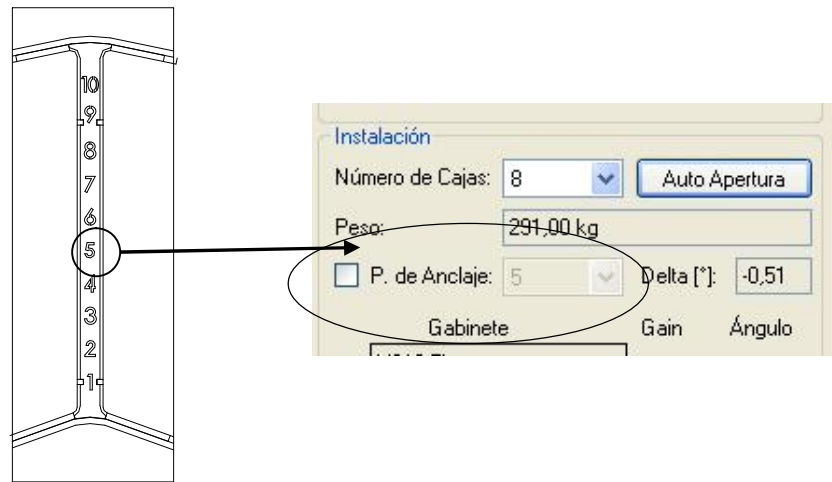 10
9
8
7
6
5
4
3
2
1
Instalación
Número de Cajas: 8 Auto Apertura
Peso: 291,00 kg
P. de Anclaje: 5 Delta [°]: -0,51
Gabinete Gain Ángulo